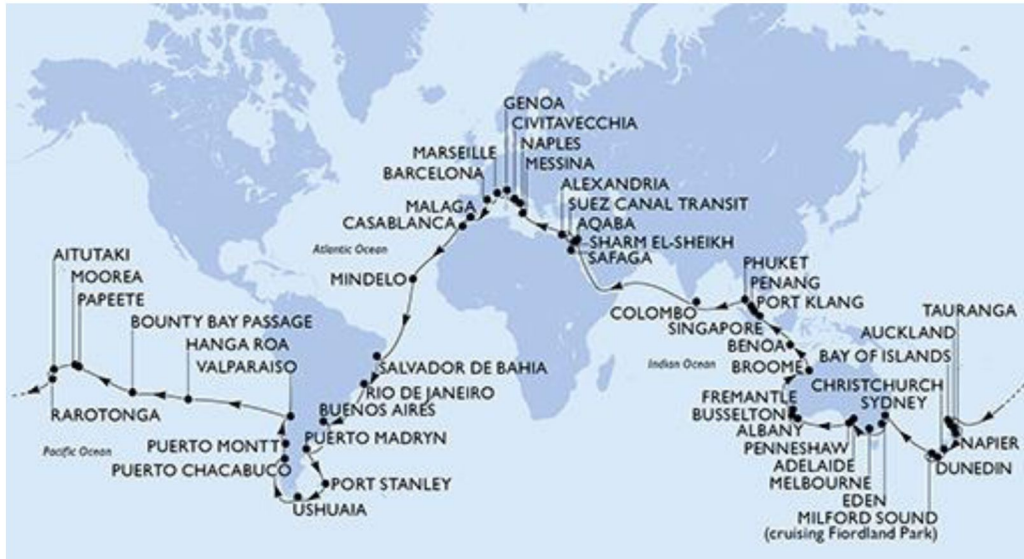 GENOA
CIVITAVECCHIA
NAPLES
MARSEILLE
MESSINA
BARCELONA
ALEXANDRIA
MALAGA
SUEZ CANAL TRANSIT
CASABLANCA
AQABA
SHARM EL-SHEIKH
Atlantic Ocean
SAFAGA
AITUTAKI
PHUKET
MOOREA
MINDELO
PENANG
PAPEETE
PORT KLANG
COLOMBO
TAURANGA
BOUNTY BAY PASSAGE
SINGAPORE
AUCKLAND
HANGA ROA
BENOA
BAY OF ISLANDS
VALPARAISO
SALVADOR DE BAHIA
Indian Ocean
BROOME
RIO DE JANEIRO
CHRISTCHURCH
FREMANTLE
SYDNEY
RAROTONGA
BUENOS AIRES
BUSSELTON
ALBANY
PUERTO MONTT
PUERTO MADRYN
NAPIER
Pacific Ocean
PENNESHAW
PUERTO CHACABUCO
ADELAIDE
DUNEDIN
PORT STANLEY
MELBOURNE
USHUAIA
EDEN
MILFORD SOUND
(cruising Fiordland Park)